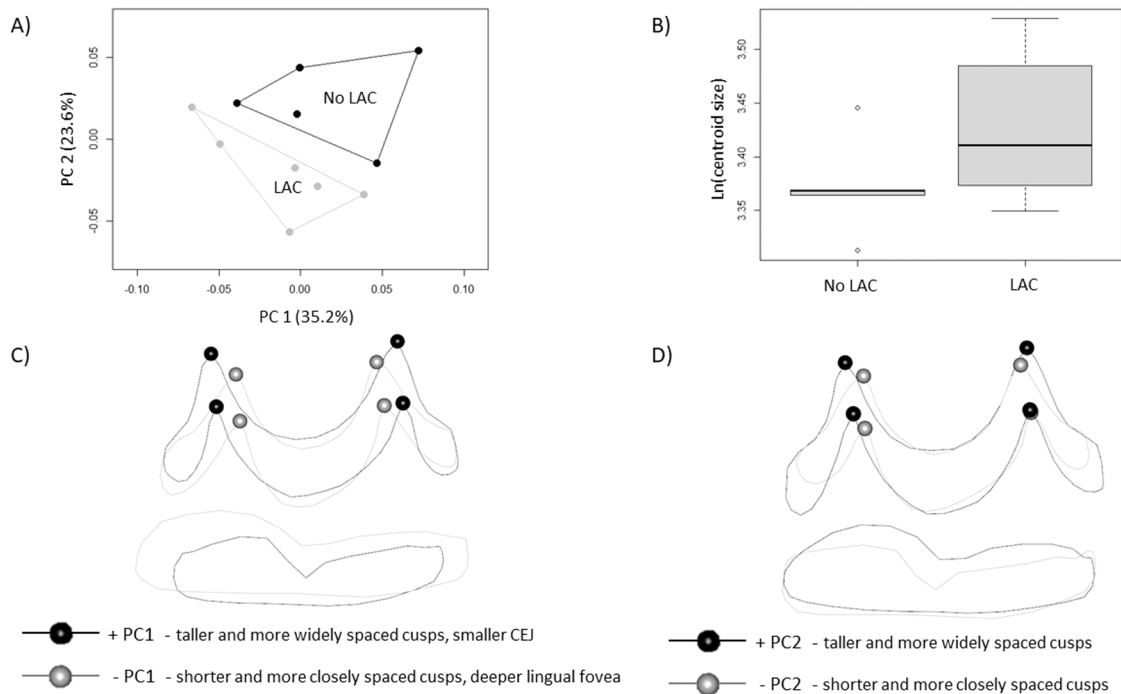 A)
PC 2 (23.6%)
0.05
0.00
-0.05
No LAC
LAC
-0.10
-0.05
0.00
0.05
0.10
PC 1 (35.2%)
B)
Ln(centroid size)
3.50
3.45
3.40
3.35
No LAC
LAC
C)
+ PC1 - taller and more widely spaced cusps, smaller CEJ
- PC1 - shorter and more closely spaced cusps, deeper lingual fovea
D)
+ PC2 - taller and more widely spaced cusps
- PC2 - shorter and more closely spaced cusps